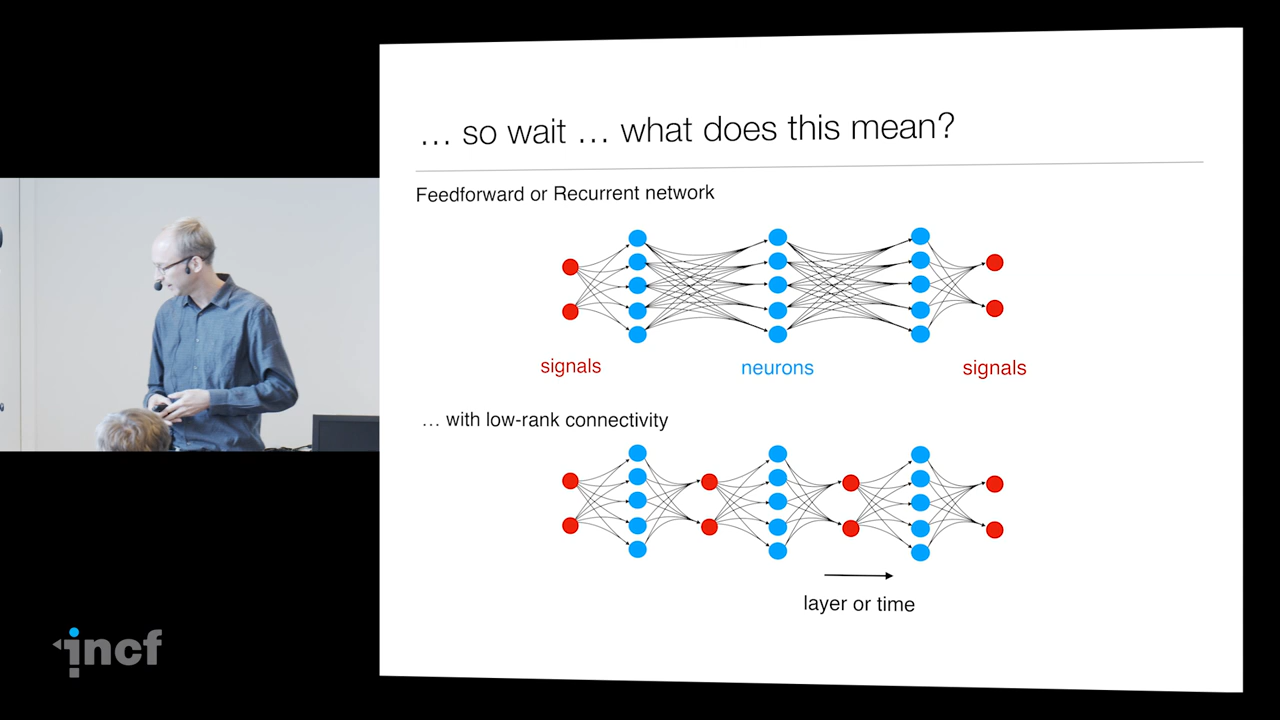 … so wait … what does this mean?
Feedforward or Recurrent network
signals
neurons
signals
… with low-rank connectivity
layer or time
incf